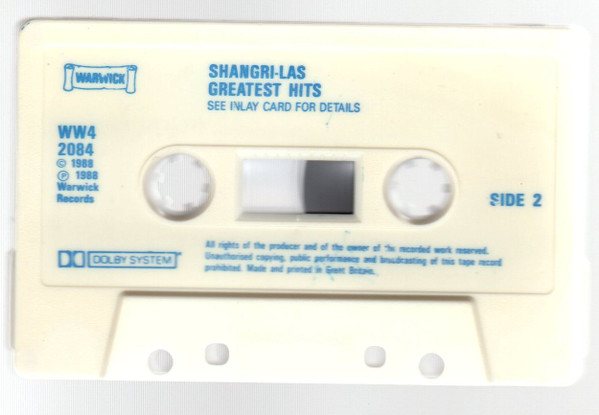 WARWICK
SHANGRI-LAS
GREATEST HITS
SEE INLAY CARD FOR DETAILS
WW4
2084
© 1988
℗ 1988
Warwick
Records
SIDE 2
DOLBY SYSTEM
All rights of the producer and of the owner of the recorded work reserved.
Unauthorised copying, public performance and broadcasting of this tape record
prohibited. Made and printed in Great Britain.